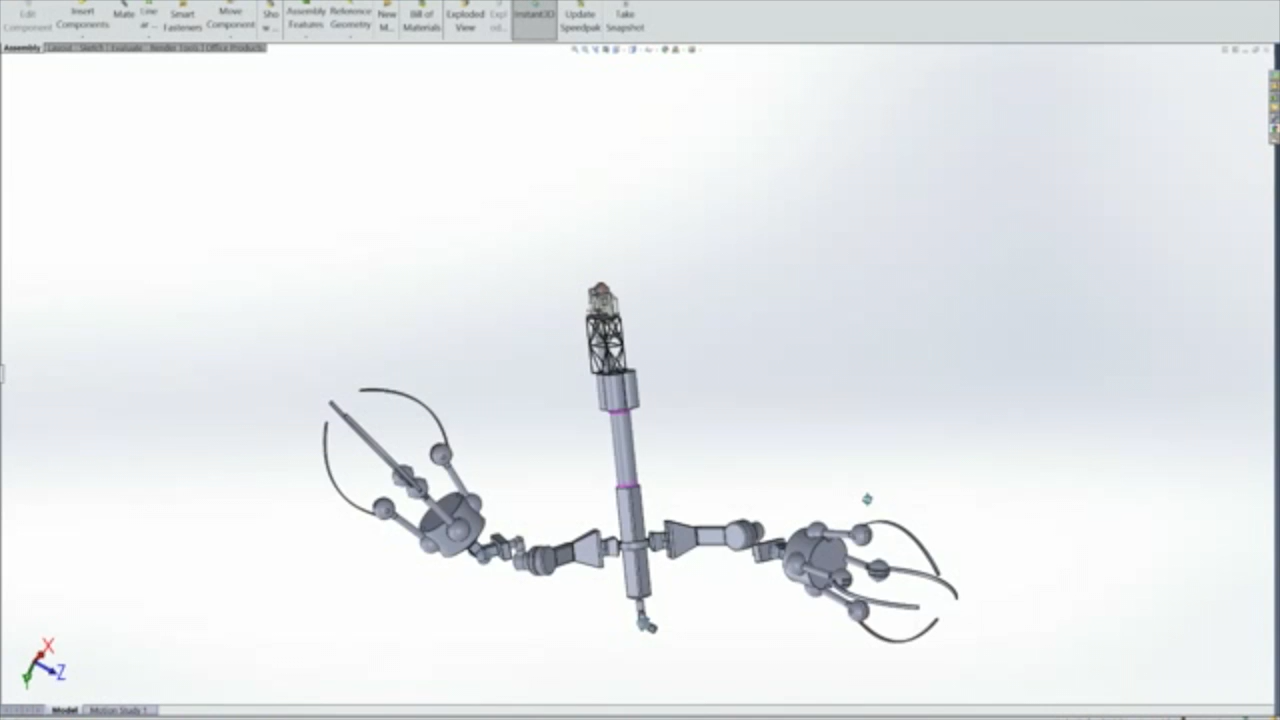 Edit Component
Insert Components
Mate
Line ar ...
Smart Fasteners
Move Component
Sho w ...
Assembly Features
Reference Geometry
New M...
Bill of Materials
Exploded View
Expl od...
Instant3D
Update Speedpak
Take Snapshot
Assembly Layout Sketch Evaluate Render Tools Office Products
X
Z
Y
Model Motion Study 1